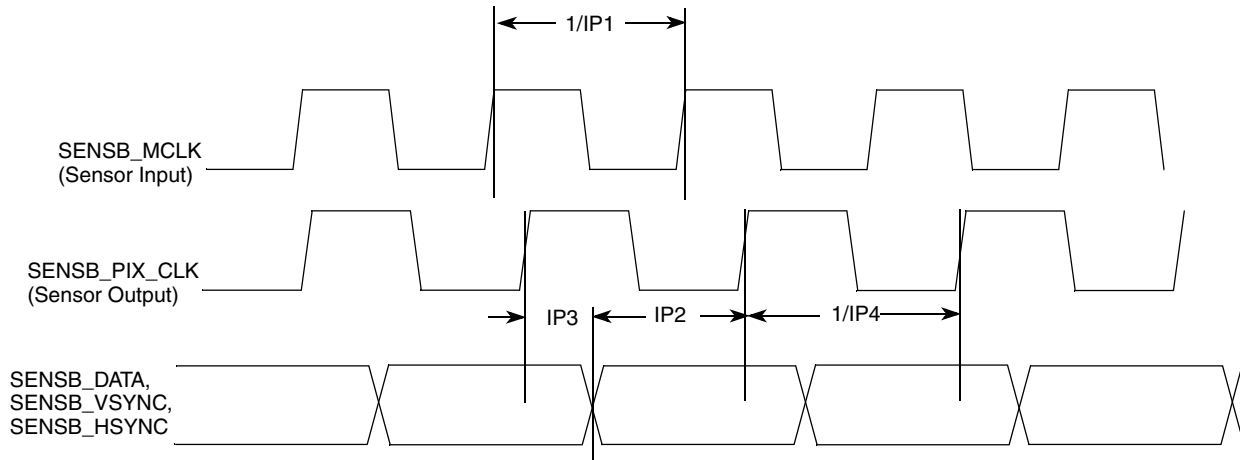 1/IP1
SENSB_MCLK
(Sensor Input)
SENSB_PIX_CLK
(Sensor Output)
IP3
IP2
1/IP4
SENSB_DATA,
SENSB_VSYNC,
SENSB_HSYNC